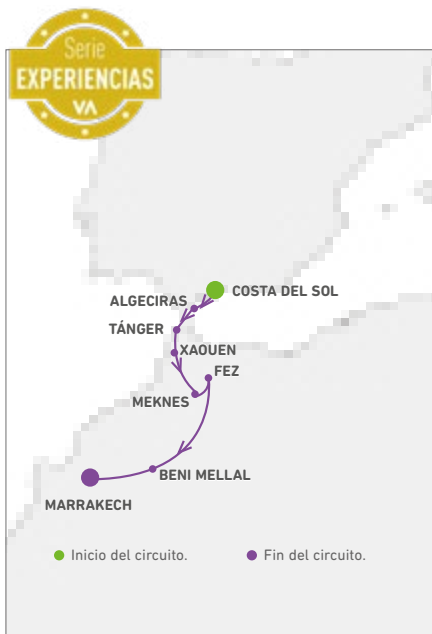 Serie
EXPERIENCIAS
VA
COSTA DEL SOL
ALGECIRAS
TÁNGER
XAOUEN
FEZ
MEKNES
BENI MELLAL
MARRAKECH
Inicio del circuito.
Fin del circuito.